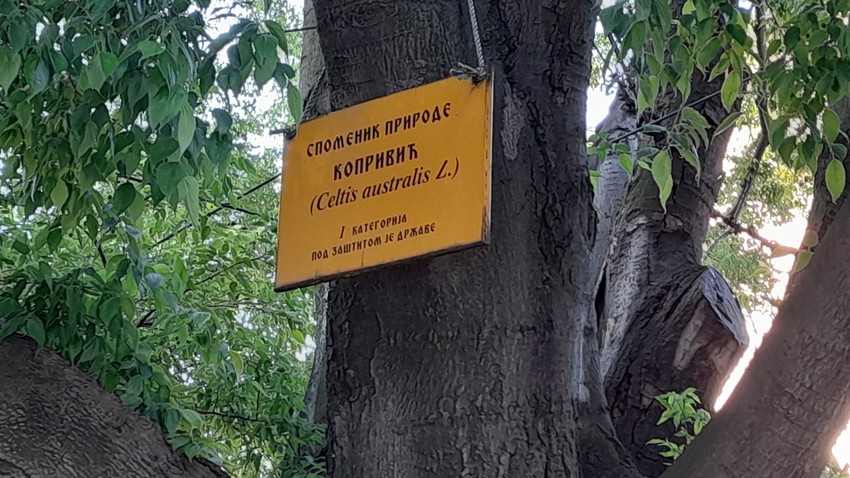 СПОМЕНИК ПРИРОДЕ
КОПРИВИЋ
(Celtis australis L.)
I КАТЕГОРИЈА
ПОД ЗАШТИТОМ ЈЕ ДРЖАВЕ